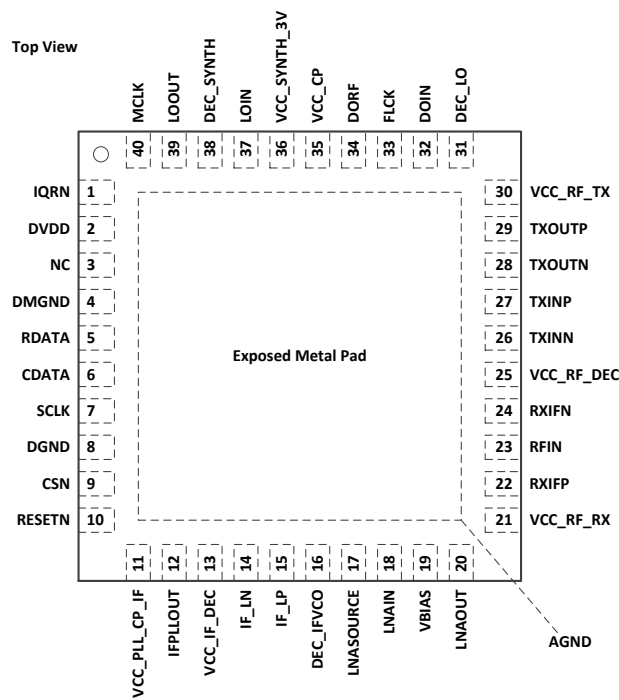 Top View
MCLK
LOOUT
DEC_SYNTH
LOIN
VCC_SYNTH_3V
VCC_CP
DORF
FLCK
DOIN
DEC_LO
40
39
38
37
36
35
34
33
32
31
IQRN 1
DVDD 2
NC 3
DMGND 4
RDATA 5
CDATA 6
SCLK 7
DGND 8
CSN 9
RESETN 10
Exposed Metal Pad
30 VCC_RF_TX
29 TXOUTP
28 TXOUTN
27 TXINP
26 TXINN
25 VCC_RF_DEC
24 RXIFN
23 RFIN
22 RXIFP
21 VCC_RF_RX
11
12
13
14
15
16
17
18
19
20
VCC_PLL_CP_IF
IFPLLOUT
VCC_IF_DEC
IF_LN
IF_LP
DEC_IFVCO
LNASOURCE
LNAIN
VBIAS
LNAOUT
AGND